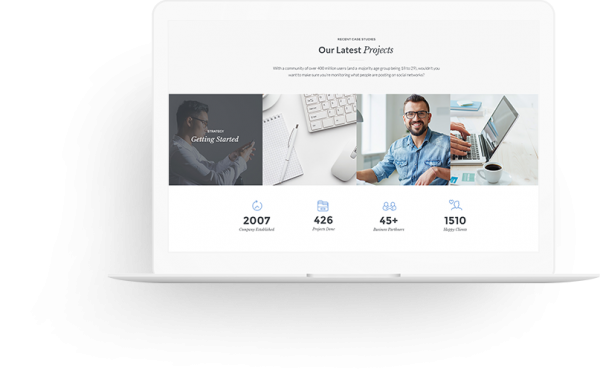 RECENT CASE STUDIES
Our Latest Projects
With a community of over 400 million users (and a majority age group being 18 to 27), wouldn't you
want to make sure you're monitoring what people are posting on social networks?
STRATEGY
Getting Started
2007
426
45+
1510
Company Established
Projects Done
Business Partners
Happy Clients